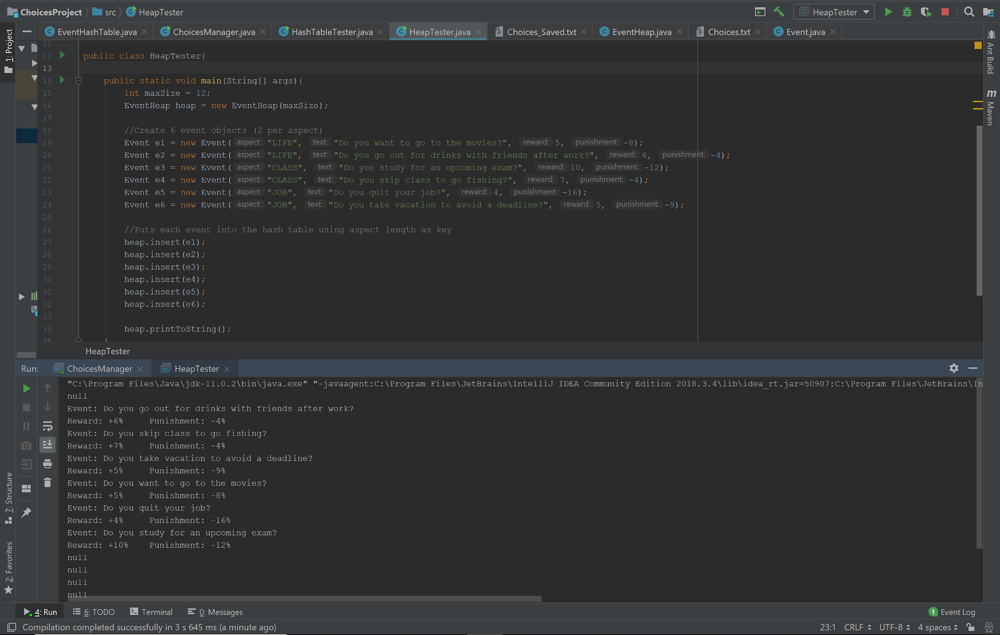 ChoicesProject src HeapTester HeapTester
1: Project
EventHashTable.java ChoicesManager.java HashTableTester.java HeapTester.java Choices_Saved.txt EventHeap.java Choices.txt Event.java
Ant Build
Maven
11
12 public class HeapTester{
13
14 public static void main(String[] args){
15 int maxSize = 12;
16 EventHeap heap = new EventHeap(maxSize);
17
18 //Create 6 event objects (2 per aspect)
19 Event e1 = new Event( aspect: "LIFE", text: "Do you want to go to the movies?", reward: 5, punishment: -8);
20 Event e2 = new Event( aspect: "LIFE", text: "Do you go out for drinks with friends after work?", reward: 6, punishment: -4);
21 Event e3 = new Event( aspect: "CLASS", text: "Do you study for an upcoming exam?", reward: 10, punishment: -12);
22 Event e4 = new Event( aspect: "CLASS", text: "Do you skip class to go fishing?", reward: 7, punishment: -4);
23 Event e5 = new Event( aspect: "JOB", text: "Do you quit your job?", reward: 4, punishment: -16);
24 Event e6 = new Event( aspect: "JOB", text: "Do you take vacation to avoid a deadline?", reward: 5, punishment: -9);
25
26 //Puts each event into the hash table using aspect length as key
27 heap.insert(e1);
28 heap.insert(e2);
29 heap.insert(e3);
30 heap.insert(e4);
31 heap.insert(e5);
32 heap.insert(e6);
33
34 heap.printToString();
35 }
HeapTester
Run: ChoicesManager HeapTester
"C:\Program Files\Java\jdk-11.0.2\bin\java.exe" "-javaagent:C:\Program Files\JetBrains\IntelliJ IDEA Community Edition 2018.3.4\lib\idea_rt.jar=50907:C:\Program Files\JetBrains\In
null
Event: Do you go out for drinks with friends after work?
Reward: +6% Punishment: -4%
Event: Do you skip class to go fishing?
Reward: +7% Punishment: -4%
Event: Do you take vacation to avoid a deadline?
Reward: +5% Punishment: -9%
Event: Do you want to go to the movies?
Reward: +5% Punishment: -8%
Event: Do you quit your job?
Reward: +4% Punishment: -16%
Event: Do you study for an upcoming exam?
Reward: +10% Punishment: -12%
null
null
null
null
7: Structure
2: Favorites
4: Run 6: TODO Terminal 0: Messages 1 Event Log
Compilation completed successfully in 3 s 645 ms (a minute ago) 23:1 CRLF UTF-8 4 spaces